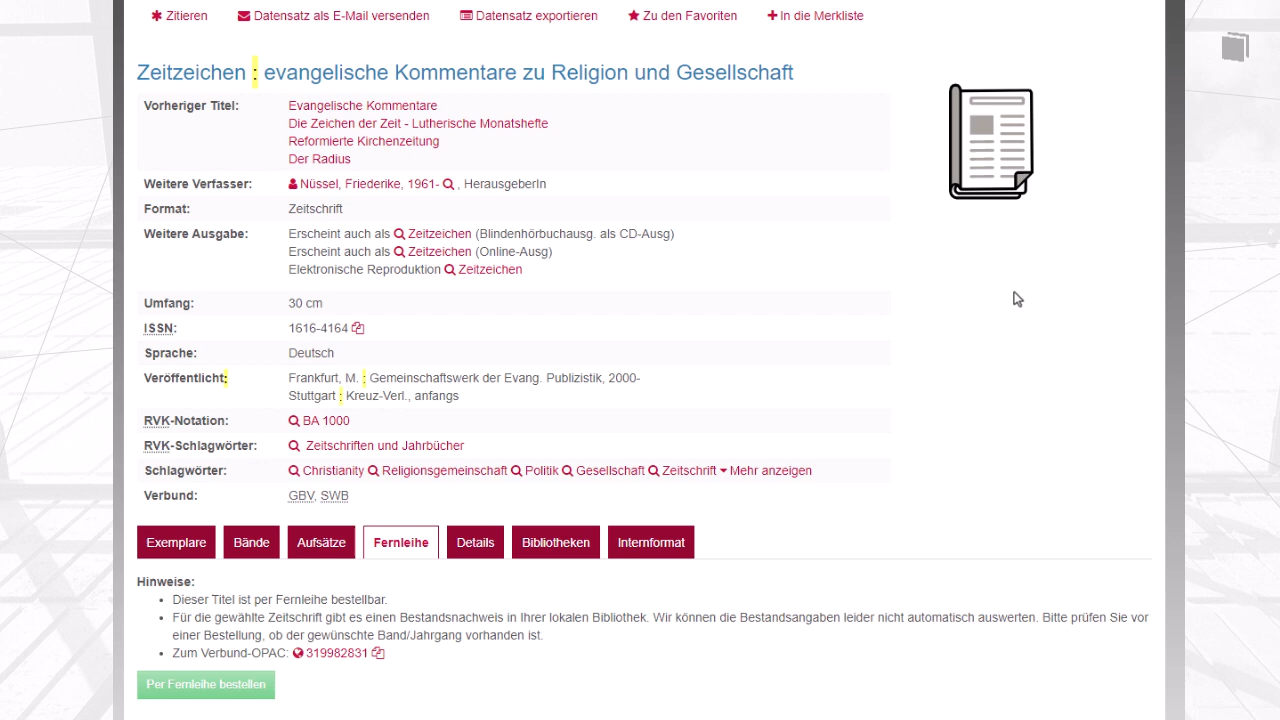 Zitieren Datensatz als E-Mail versenden Datensatz exportieren Zu den Favoriten In die Merkliste
Zeitzeichen : evangelische Kommentare zu Religion und Gesellschaft
Vorheriger Titel: Evangelische Kommentare
Die Zeichen der Zeit - Lutherische Monatshefte
Reformierte Kirchenzeitung
Der Radius
Weitere Verfasser: Nüssel, Friederike, 1961- , HerausgeberIn
Format: Zeitschrift
Weitere Ausgabe: Erscheint auch als Zeitzeichen (Blindenhörbuchausg. als CD-Ausg)
Erscheint auch als Zeitzeichen (Online-Ausg)
Elektronische Reproduktion Zeitzeichen
Umfang: 30 cm
ISSN: 1616-4164
Sprache: Deutsch
Veröffentlicht: Frankfurt, M. : Gemeinschaftswerk der Evang. Publizistik, 2000-
Stuttgart : Kreuz-Verl., anfangs
RVK-Notation: BA 1000
RVK-Schlagwörter: Zeitschriften und Jahrbücher
Schlagwörter: Christianity Religionsgemeinschaft Politik Gesellschaft Zeitschrift Mehr anzeigen
Verbund: GBV, SWB
Exemplare Bände Aufsätze Fernleihe Details Bibliotheken Internformat
Hinweise:
• Dieser Titel ist per Fernleihe bestellbar.
• Für die gewählte Zeitschrift gibt es einen Bestandsnachweis in Ihrer lokalen Bibliothek. Wir können die Bestandsangaben leider nicht automatisch auswerten. Bitte prüfen Sie vor
einer Bestellung, ob der gewünschte Band/Jahrgang vorhanden ist.
• Zum Verbund-OPAC: 319982831
Per Fernleihe bestellen